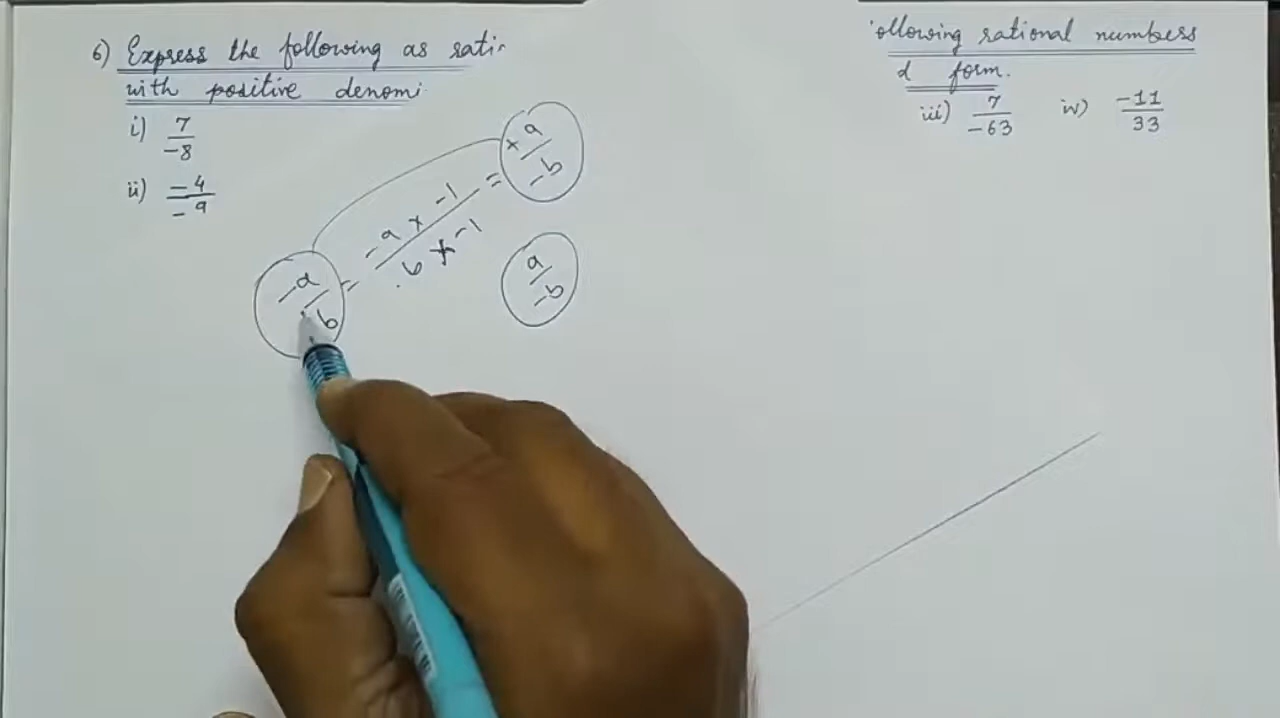 6) Express the following as rati
with positive denomi
i) 7/-8
ii) -4/-9
-a/b = -a × -1 / b × -1 = +a/-b
a/-b
ollowing rational numbers
d form.
iii) 7/-63 iv) -11/33